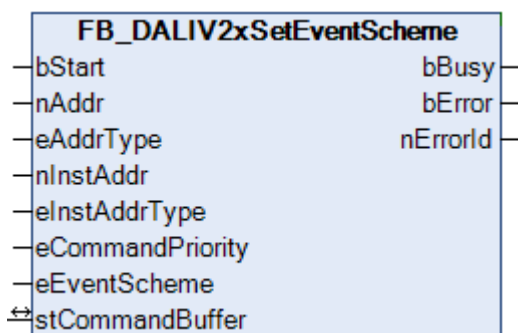 FB_DALIV2xSetEventScheme
bStart bBusy
nAddr bError
eAddrType nErrorId
nInstAddr
eInstAddrType
eCommandPriority
eEventScheme
stCommandBuffer